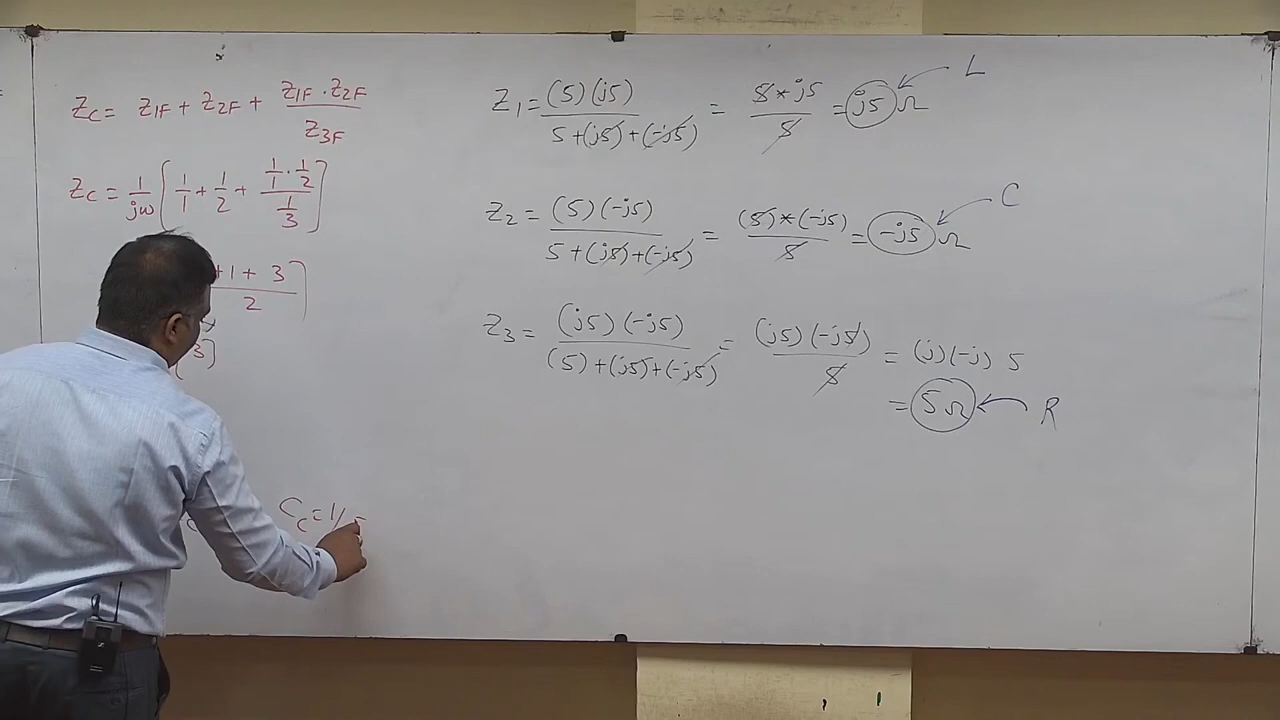 Zc = Z1F + Z2F + Z1F · Z2F / Z3F
Zc = 1/jω [ 1/1 + 1/2 + (1/1 · 1/2) / (1/3) ]
+1 + 3 / 2 ]
3 ]
Cc = 1/
Z1 = (5)(j5) / 5+(j5)+(-j5) = 5*j5 / 5 = j5 Ω L
Z2 = (5)(-j5) / 5+(j5)+(-j5) = (5)*(-j5) / 5 = -j5 Ω C
Z3 = (j5)(-j5) / (5)+(j5)+(-j5) = (j5)(-j5) / 5 = (j)(-j) 5
= 5Ω R